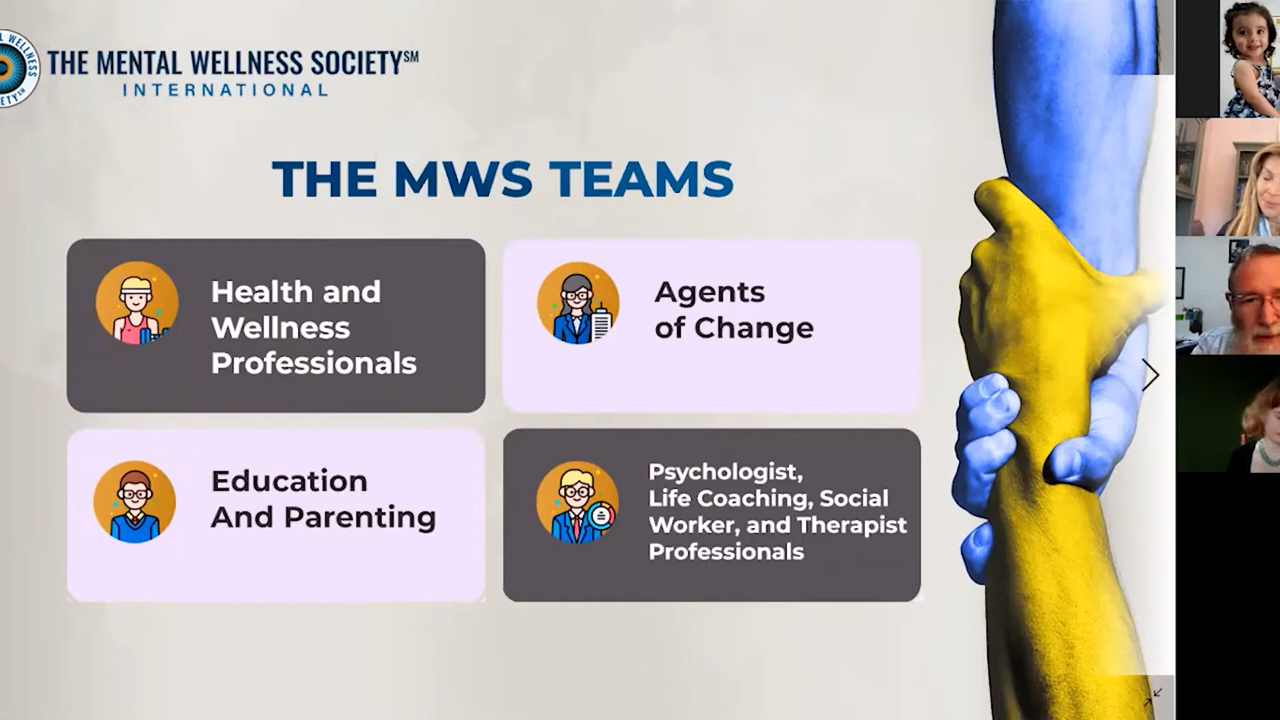 THE MENTAL WELLNESS SOCIETY℠
INTERNATIONAL
THE MWS TEAMS
Health and
Wellness
Professionals
Agents
of Change
Education
And Parenting
Psychologist,
Life Coaching, Social
Worker, and Therapist
Professionals